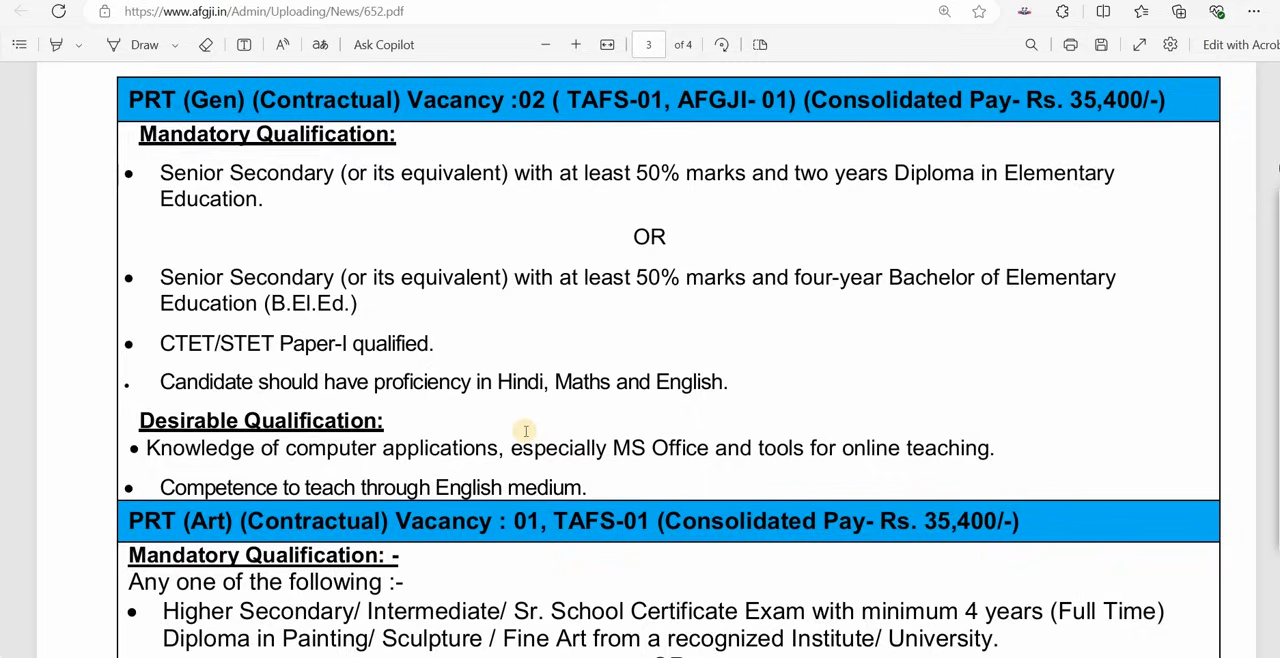 https://www.afgji.in/Admin/Uploading/News/652.pdf
Draw
Ask Copilot
3 of 4
Edit with Acrob
PRT (Gen) (Contractual) Vacancy :02 ( TAFS-01, AFGJI- 01) (Consolidated Pay- Rs. 35,400/-)
Mandatory Qualification:
• Senior Secondary (or its equivalent) with at least 50% marks and two years Diploma in Elementary
Education.
OR
• Senior Secondary (or its equivalent) with at least 50% marks and four-year Bachelor of Elementary
Education (B.El.Ed.)
• CTET/STET Paper-I qualified.
• Candidate should have proficiency in Hindi, Maths and English.
Desirable Qualification:
• Knowledge of computer applications, especially MS Office and tools for online teaching.
• Competence to teach through English medium.
PRT (Art) (Contractual) Vacancy : 01, TAFS-01 (Consolidated Pay- Rs. 35,400/-)
Mandatory Qualification: -
Any one of the following :-
• Higher Secondary/ Intermediate/ Sr. School Certificate Exam with minimum 4 years (Full Time)
Diploma in Painting/ Sculpture / Fine Art from a recognized Institute/ University.